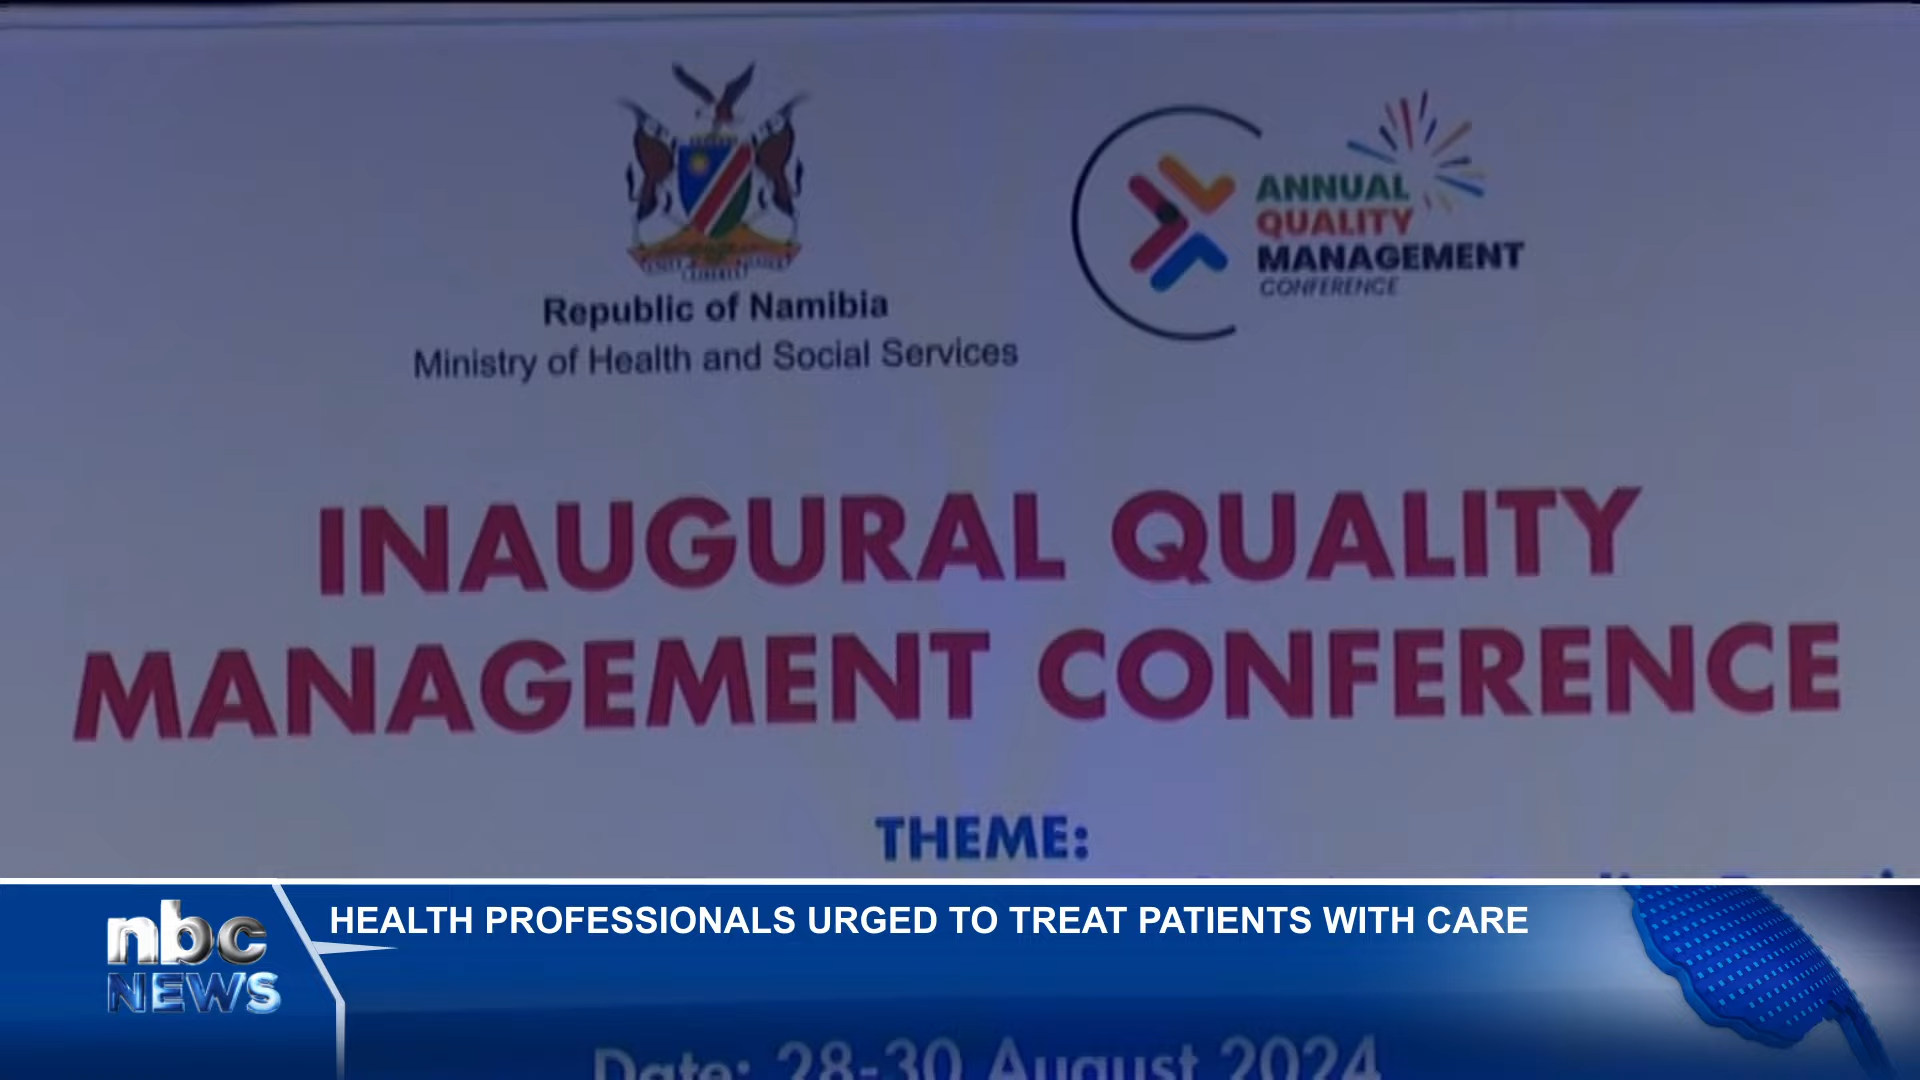 Republic of Namibia
Ministry of Health and Social Services
ANNUAL
QUALITY
MANAGEMENT
CONFERENCE
INAUGURAL QUALITY
MANAGEMENT CONFERENCE
THEME:
HEALTH PROFESSIONALS URGED TO TREAT PATIENTS WITH CARE
nbc
NEWS
Date: 28-30 August 2024